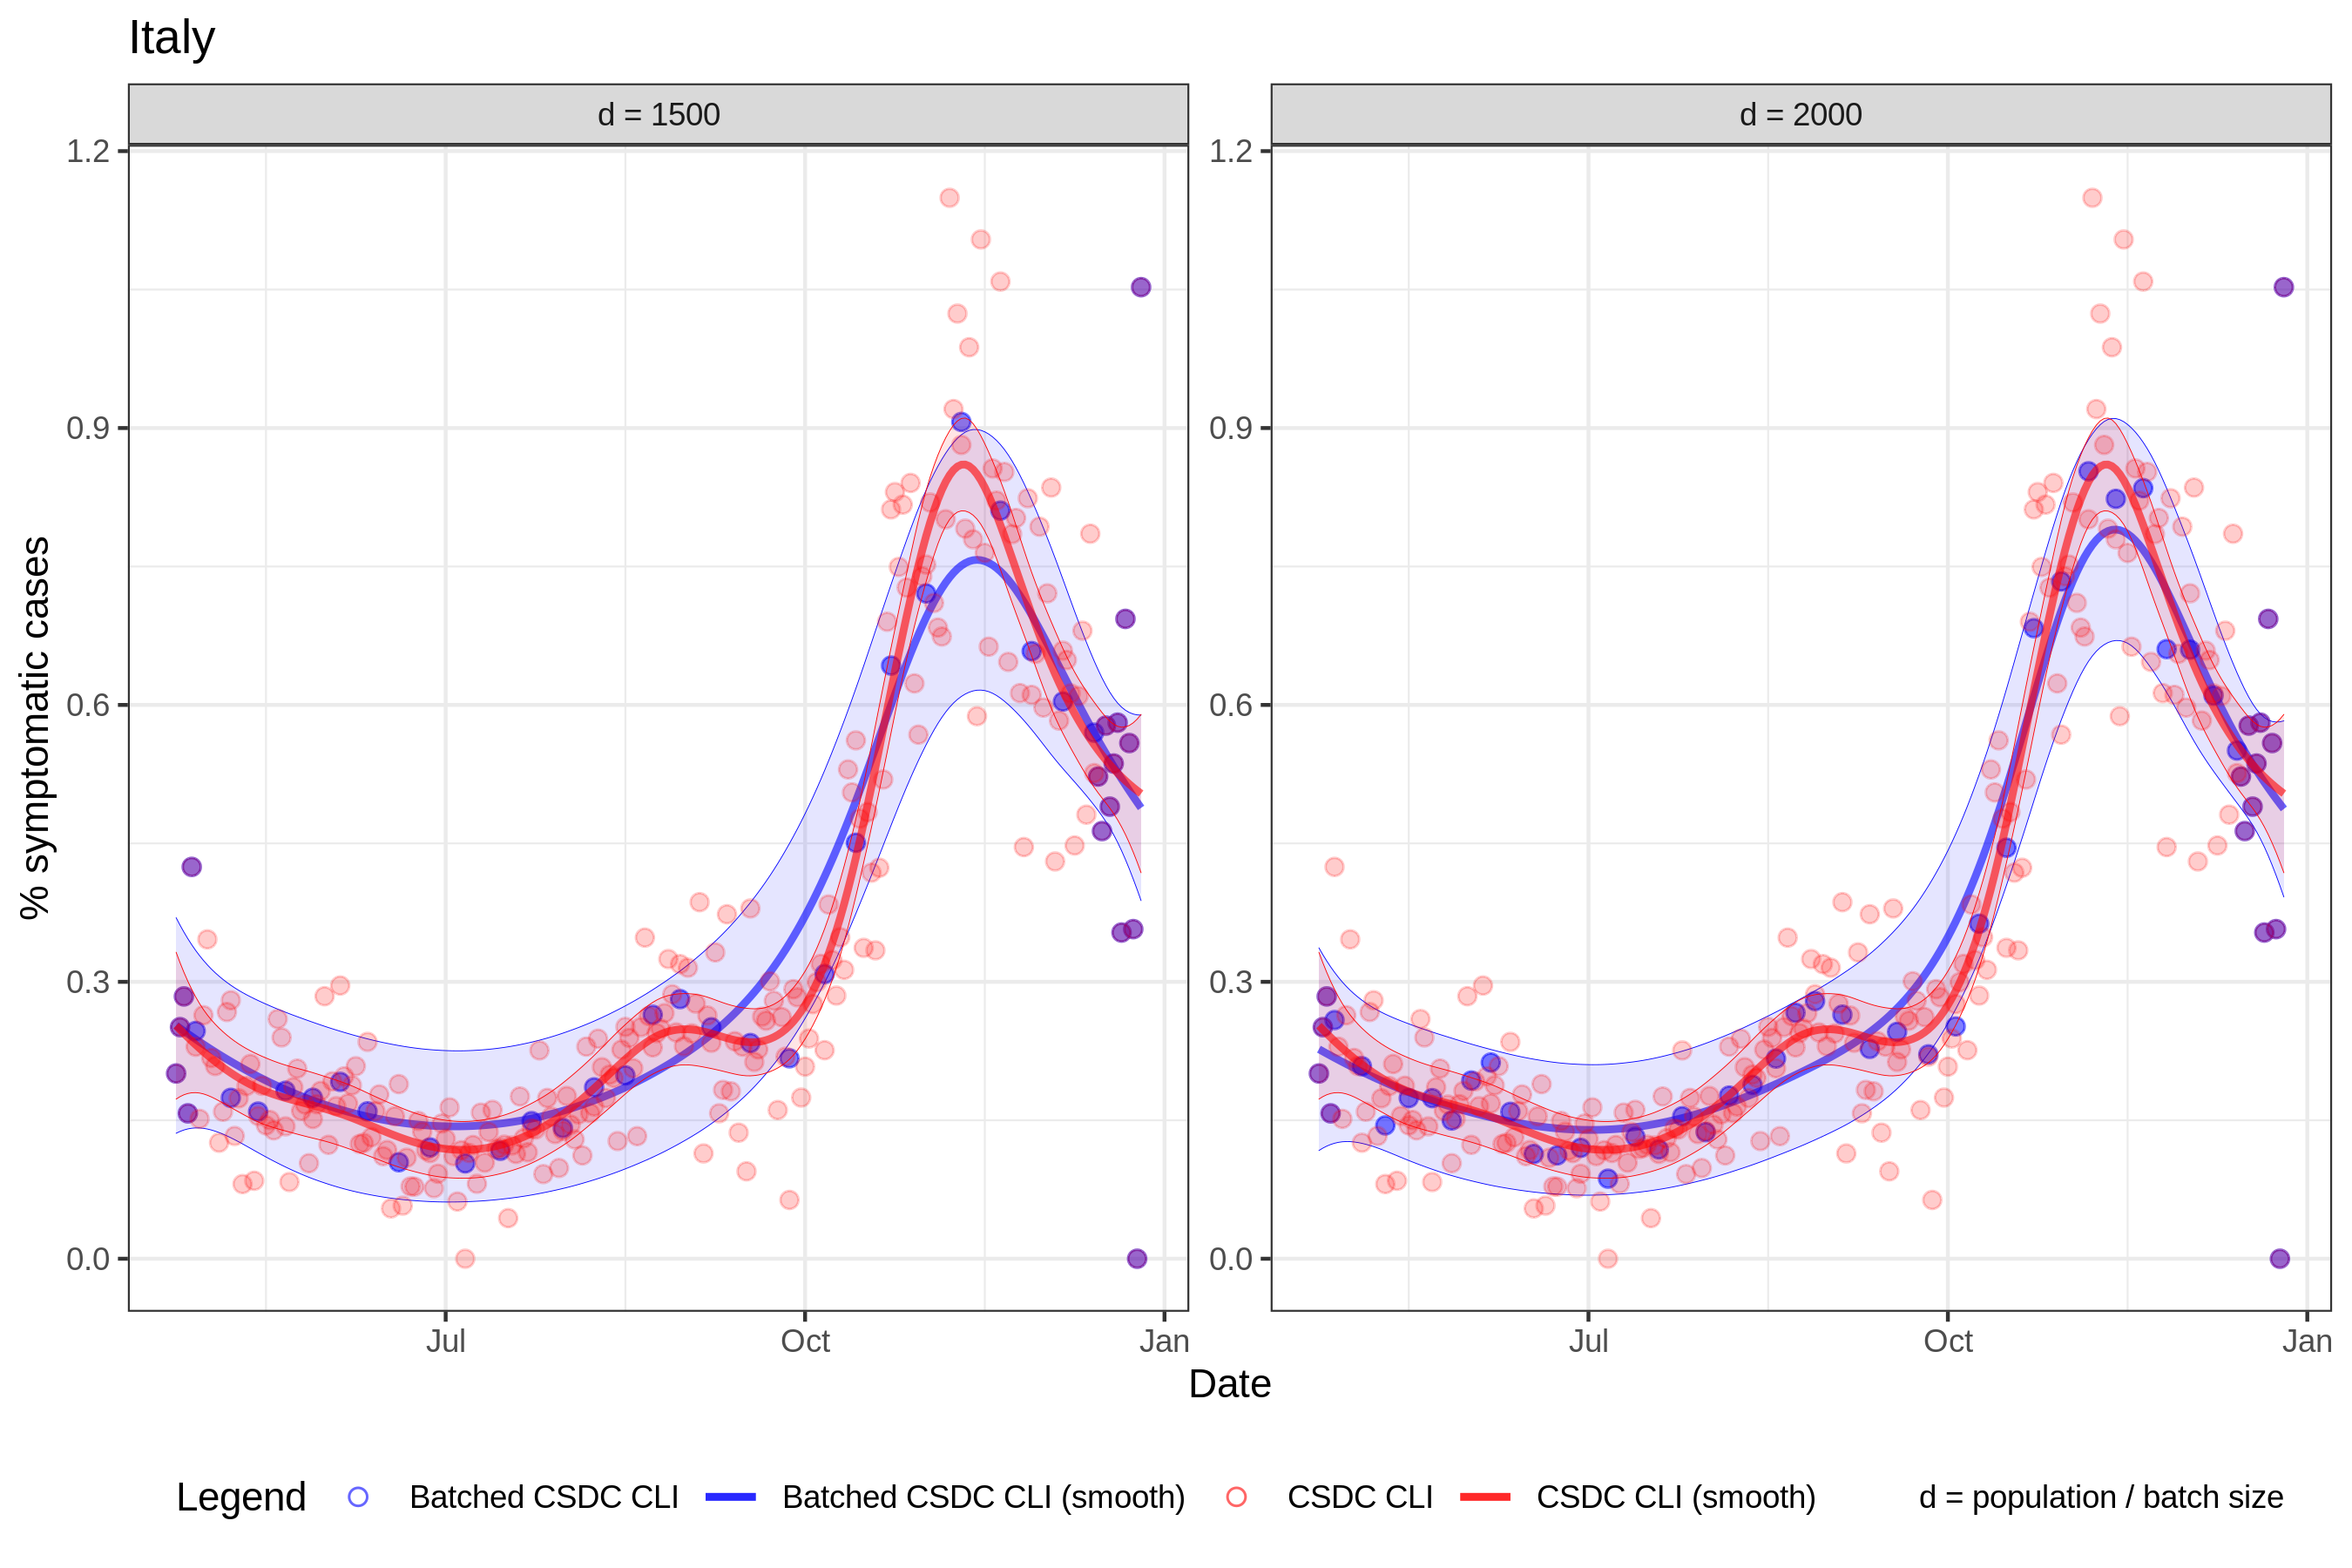 Italy
d = 1500
d = 2000
1.2
0.9
0.6
0.3
0.0
1.2
0.9
0.6
0.3
0.0
% symptomatic cases
Jul
Oct
Jan
Jul
Oct
Jan
Date
Legend
Batched CSDC CLI
Batched CSDC CLI (smooth)
CSDC CLI
CSDC CLI (smooth)
d = population / batch size